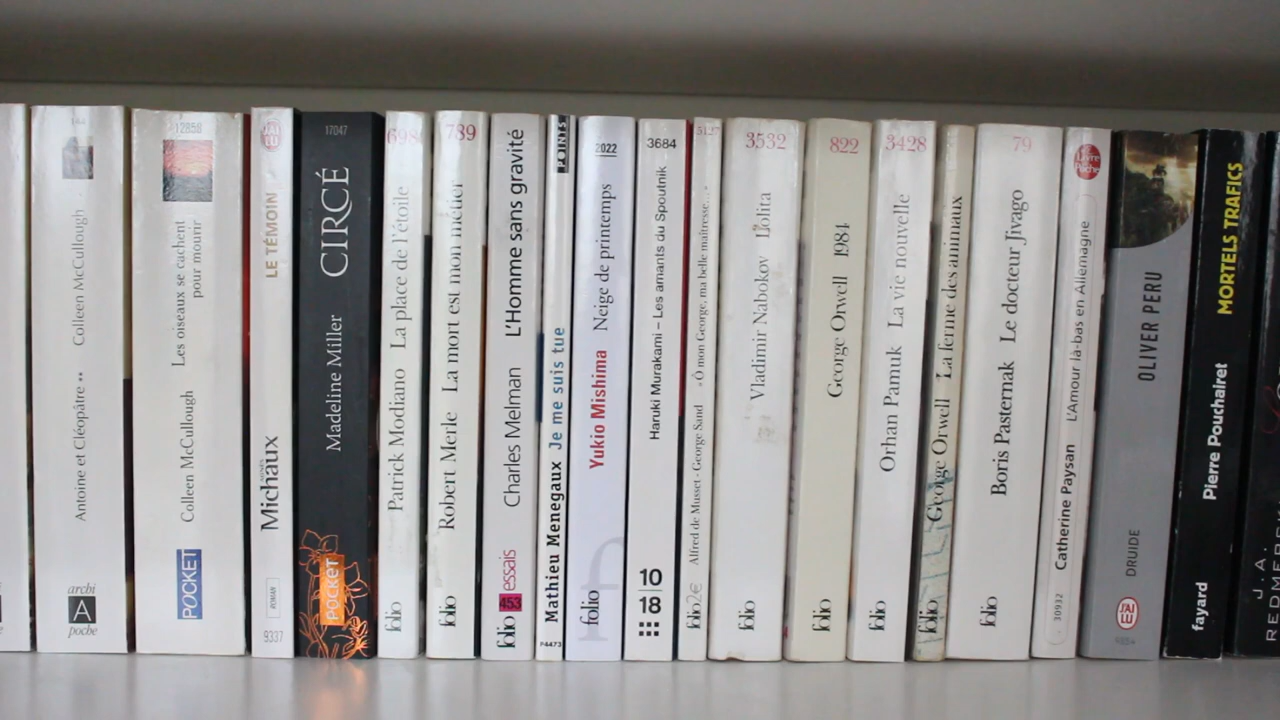 144
Antoine et Cléopâtre ** Colleen McCullough
archi
A
poche
12858
Colleen McCullough Les oiseaux se cachent
pour mourir
POCKET
J'AI LU
AGNÈS
Michaux LE TÉMOIN
ROMAN
9337
17047
Madeline Miller CIRCÉ
POCKET
698
Patrick Modiano La place de l'étoile
folio
789
Robert Merle La mort est mon métier
folio
Charles Melman L'Homme sans gravité
folio essais
453
POINTS
Mathieu Menegaux Je me suis tue
P4473
2022
Yukio Mishima Neige de printemps
f
folio
3684
Haruki Murakami – Les amants du Spoutnik
10
18
5127
Alfred de Musset - George Sand «Ô mon George, ma belle maîtresse...»
folio 2€
3532
Vladimir Nabokov Lolita
folio
822
George Orwell 1984
folio
3428
Orhan Pamuk La vie nouvelle
folio
George Orwell La ferme des animaux
folio
79
Boris Pasternak Le docteur Jivago
folio
Le Livre de Poche
Catherine Paysan L'Amour là-bas en Allemagne
30932
OLIVIER PERU
DRUIDE
J'AI LU
MORTELS TRAFICS
Pierre Pouchairet
fayard
J.A.